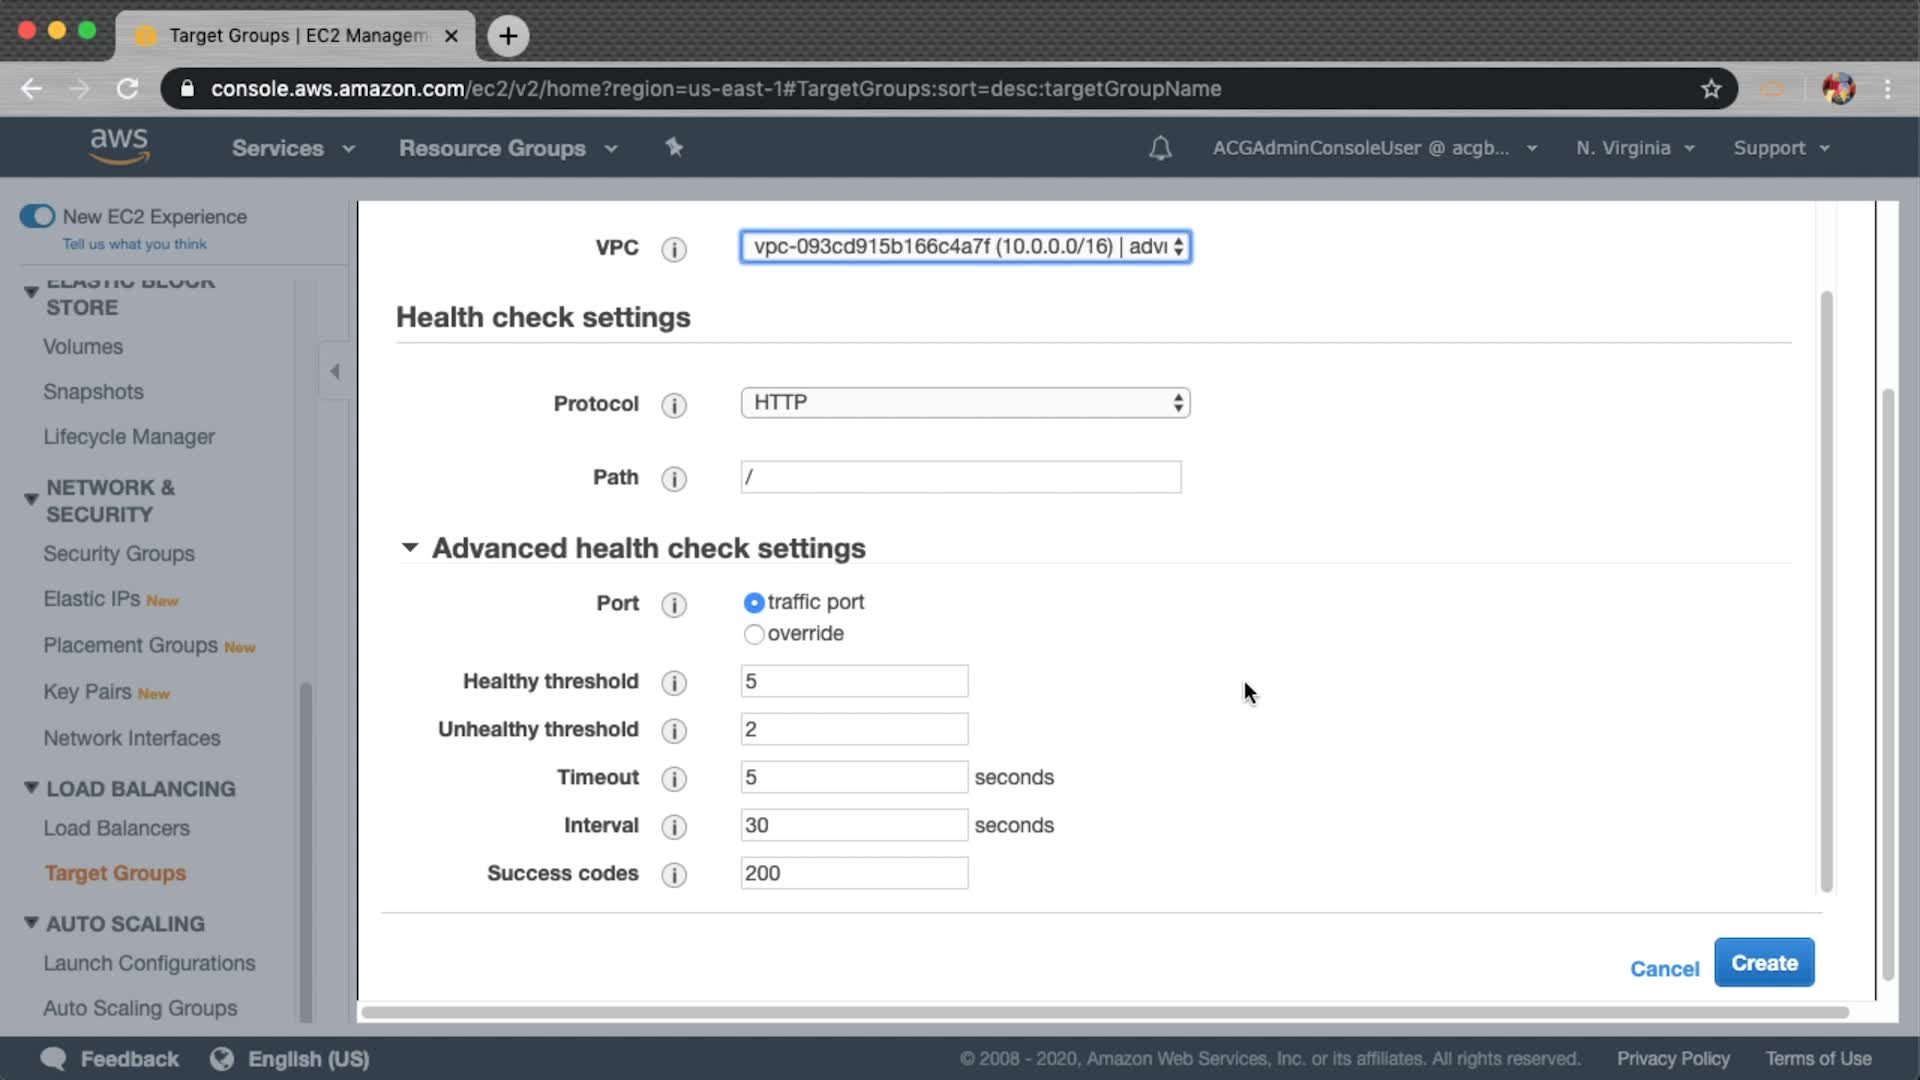 Target Groups | EC2 Managem
console.aws.amazon.com/ec2/v2/home?region=us-east-1#TargetGroups:sort=desc:targetGroupName
aws
Services
Resource Groups
ACGAdminConsoleUser @ acgb...
N. Virginia
Support
New EC2 Experience
Tell us what you think
ELASTIC BLOCK
STORE
Volumes
Snapshots
Lifecycle Manager
NETWORK &
SECURITY
Security Groups
Elastic IPs New
Placement Groups New
Key Pairs New
Network Interfaces
LOAD BALANCING
Load Balancers
Target Groups
AUTO SCALING
Launch Configurations
Auto Scaling Groups
VPC i vpc-093cd915b166c4a7f (10.0.0.0/16) |
Health check settings
Protocol i HTTP
Path i /
Advanced health check settings
Port i traffic port
override
Healthy threshold i 5
Unhealthy threshold i 2
Timeout i 5 seconds
Interval i 30 seconds
Success codes i 200
Cancel Create
Feedback
English (US)
© 2008 - 2020, Amazon Web Services, Inc. or its affiliates. All rights reserved.
Privacy Policy
Terms of Use